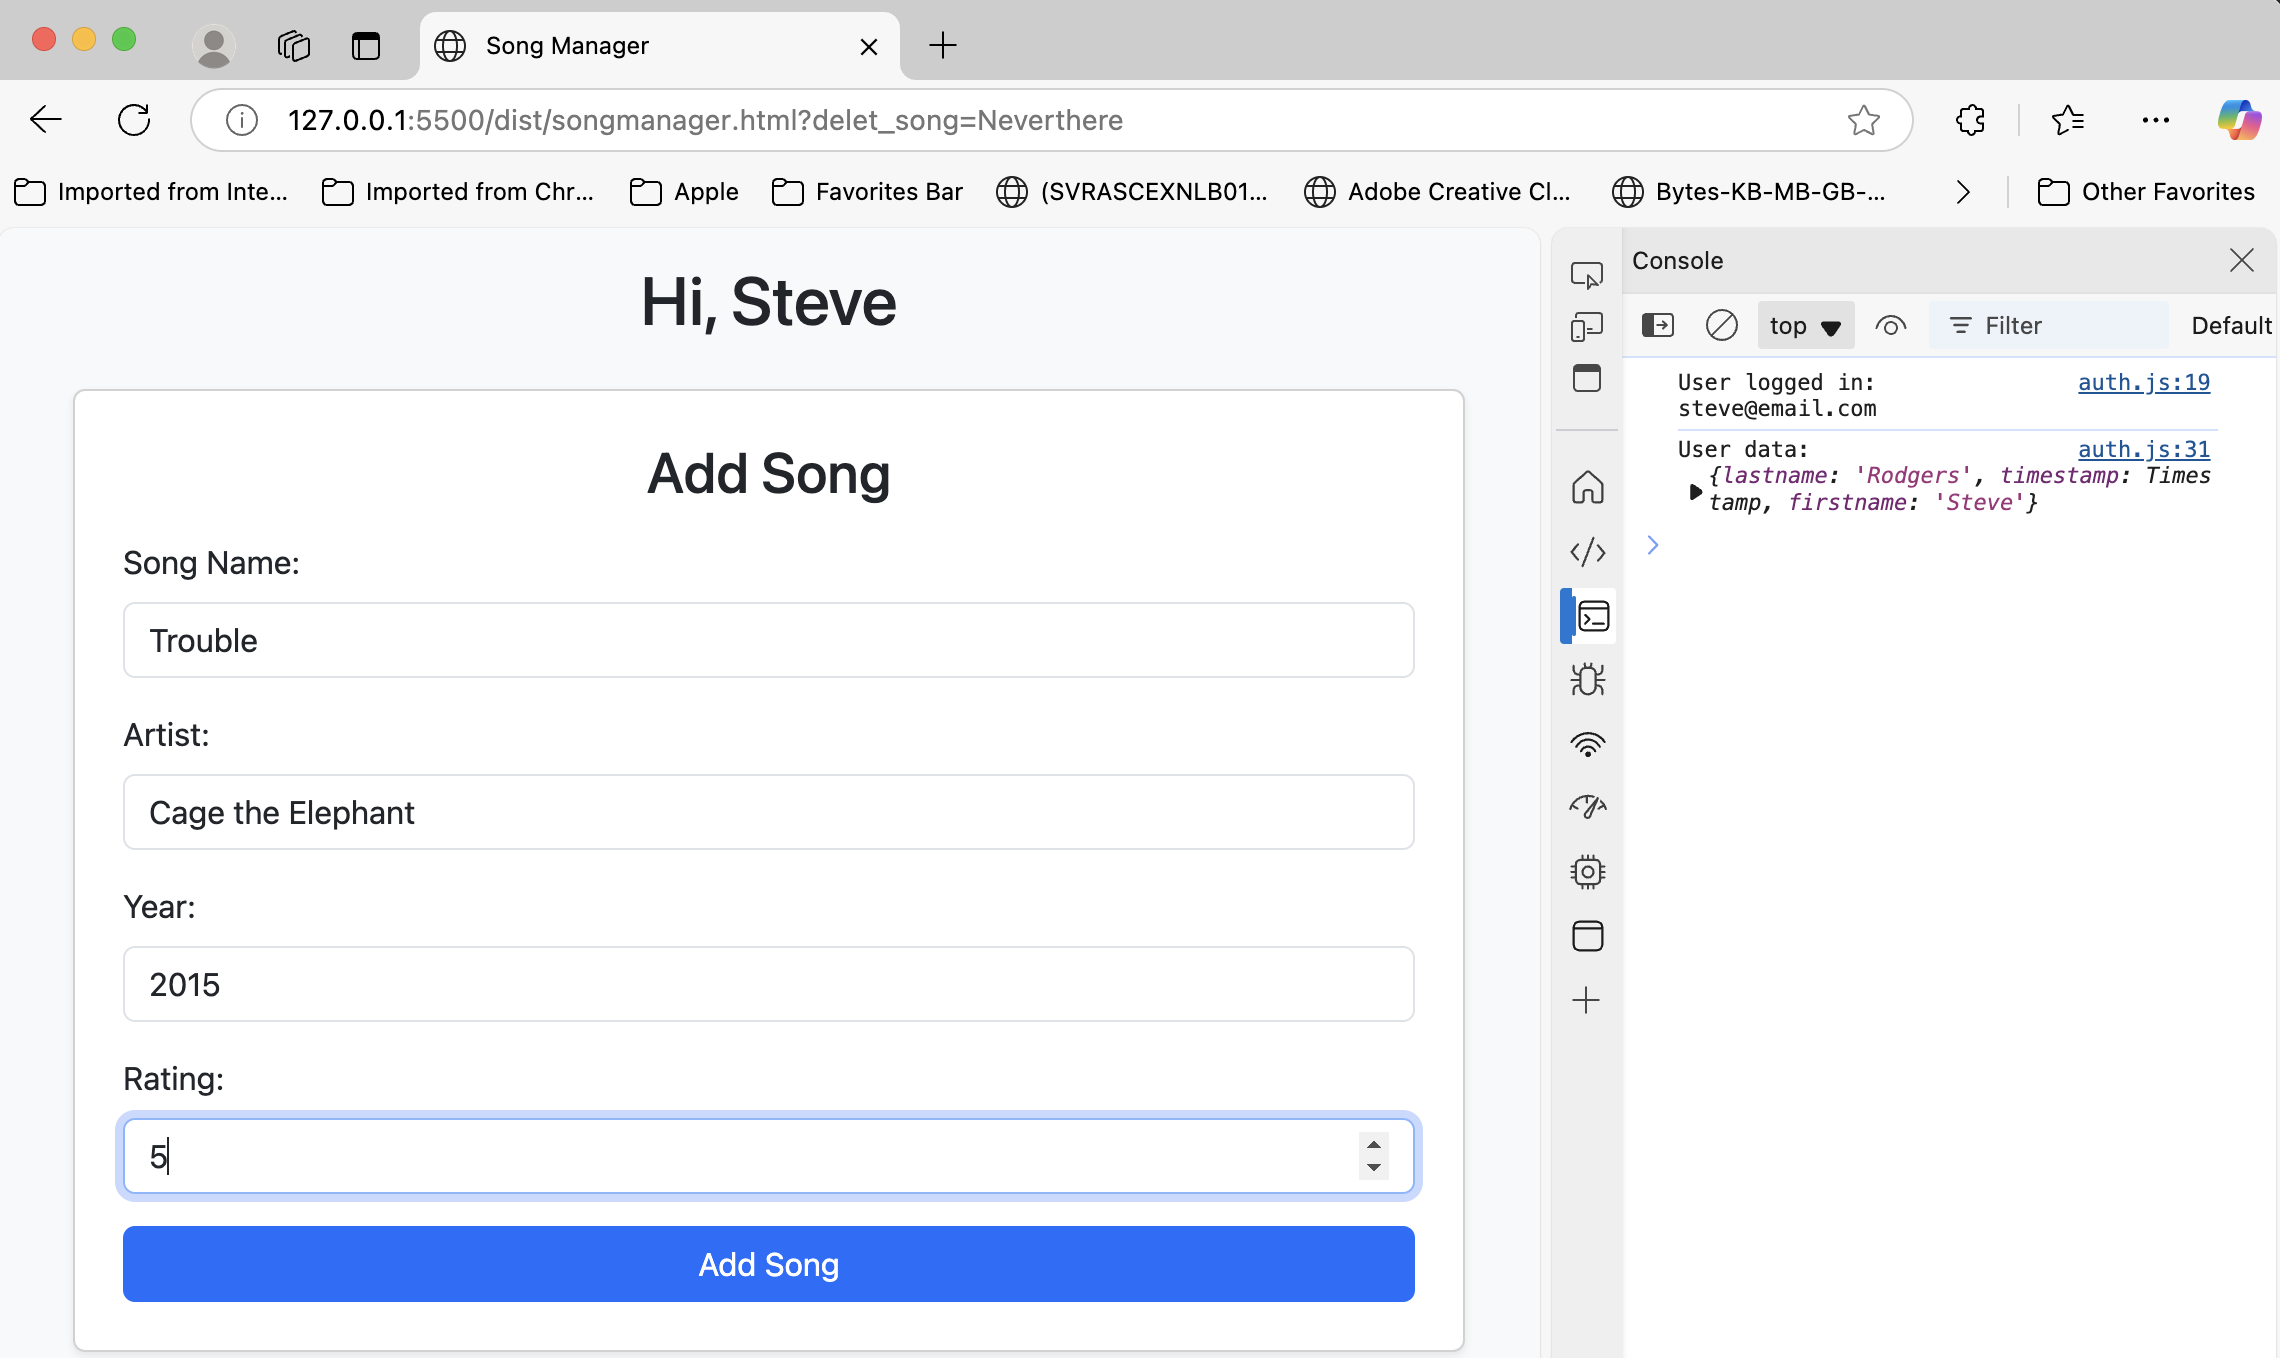 Song Manager
127.0.0.1:5500/dist/songmanager.html?delet_song=Neverthere
Imported from Inte...
Imported from Chr...
Apple
Favorites Bar
(SVRASCEXNLB01...
Adobe Creative Cl...
Bytes-KB-MB-GB-...
Other Favorites
Hi, Steve
Add Song
Song Name:
Trouble
Artist:
Cage the Elephant
Year:
2015
Rating:
5
Add Song
Console
top
Filter
Default
User logged in: auth.js:19
steve@email.com
User data: auth.js:31
{lastname: 'Rodgers', timestamp: Times
tamp, firstname: 'Steve'}